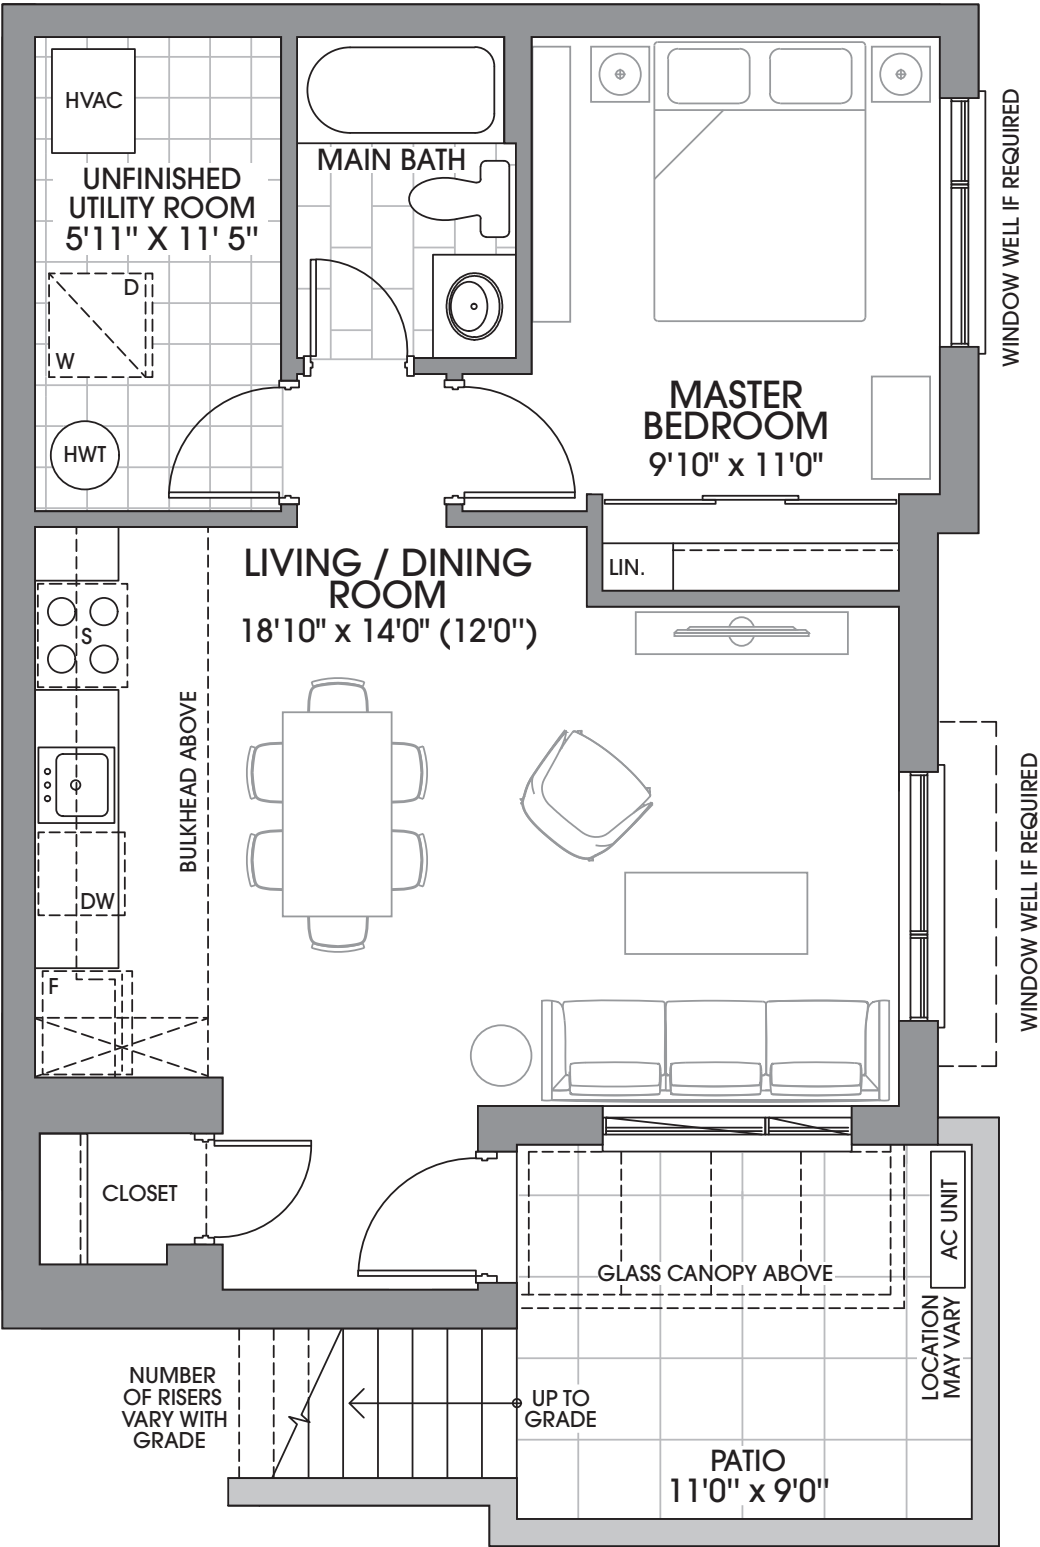 HVAC
UNFINISHED
UTILITY ROOM
5'11" X 11' 5"
D
W
HWT
MAIN BATH
MASTER
BEDROOM
9'10" x 11'0"
WINDOW WELL IF REQUIRED
LIN.
LIVING / DINING
ROOM
18'10" x 14'0" (12'0")
S
BULKHEAD ABOVE
DW
F
WINDOW WELL IF REQUIRED
CLOSET
GLASS CANOPY ABOVE
AC UNIT
LOCATION
MAY VARY
NUMBER
OF RISERS
VARY WITH
GRADE
UP TO
GRADE
PATIO
11'0" x 9'0"